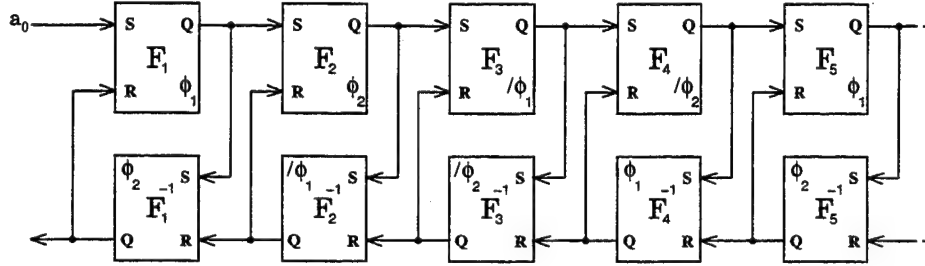 a₀
S Q S Q S Q S Q S Q
F₁ F₂ F₃ F₄ F₅
R ϕ₁ R ϕ₂ R /ϕ₁ R /ϕ₂ R ϕ₁
ϕ₂ S /ϕ₁ S /ϕ₂ S ϕ₁ S ϕ₂ S
F₁⁻¹ F₂⁻¹ F₃⁻¹ F₄⁻¹ F₅⁻¹
Q R Q R Q R Q R Q R